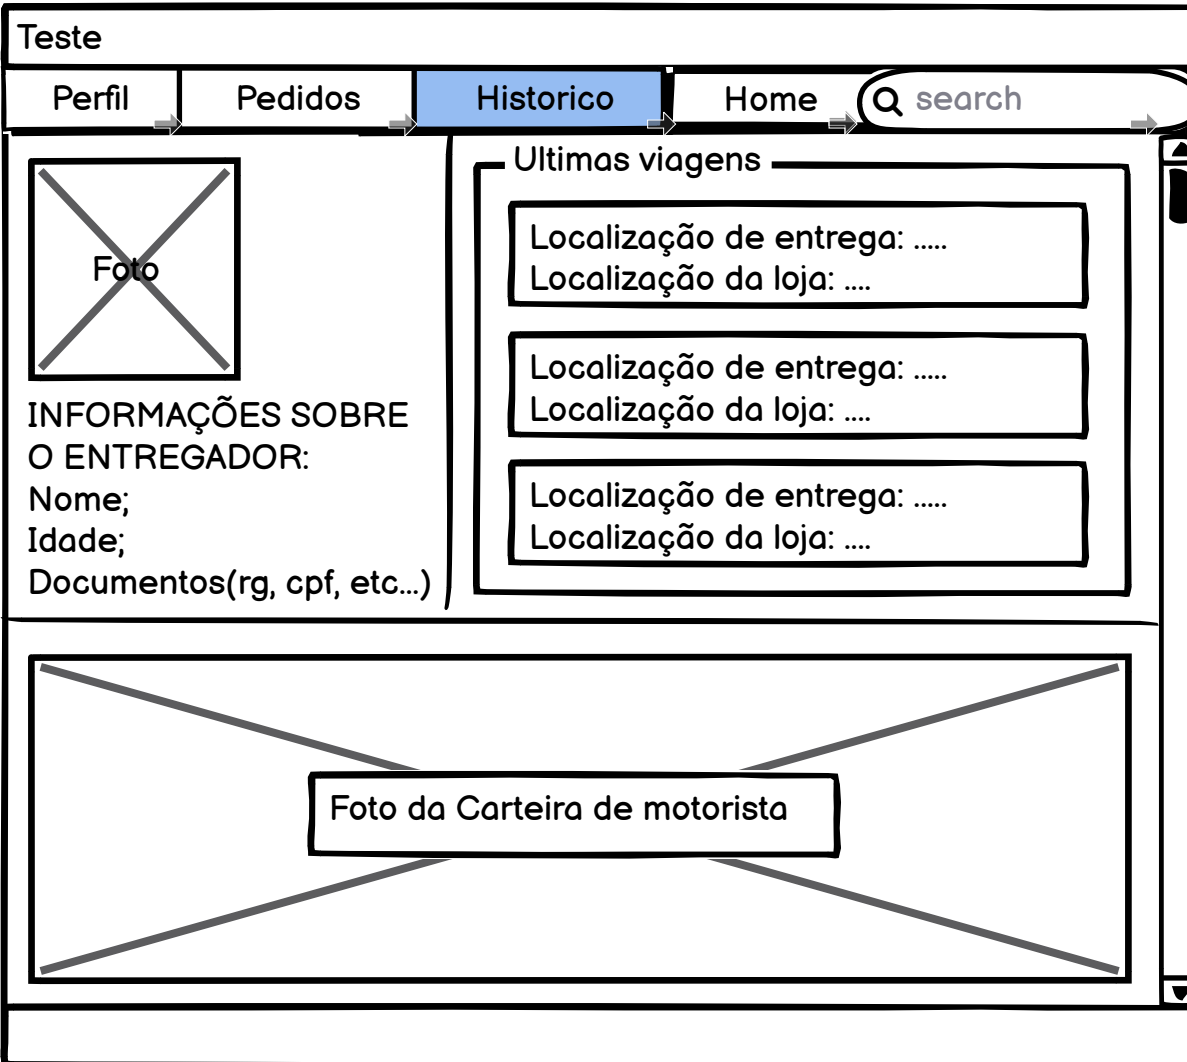 Teste
Perfil
Pedidos
Historico
Home
search
Foto
INFORMAÇÕES SOBRE
O ENTREGADOR:
Nome;
Idade;
Documentos(rg, cpf, etc...)
Ultimas viagens
Localização de entrega: .....
Localização da loja: ....
Localização de entrega: .....
Localização da loja: ....
Localização de entrega: .....
Localização da loja: ....
Foto da Carteira de motorista